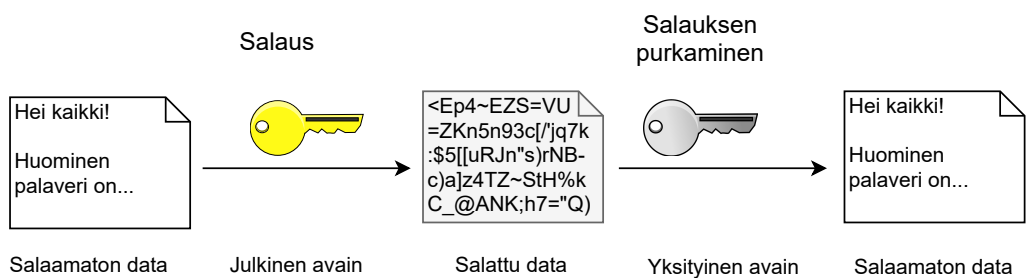 Salaus
Salauksen
purkaminen
Hei kaikki!
Huominen
palaveri on...
<Ep4~EZS=VU
=ZKn5n93c[/'jq7k
:$5[[uRJn"s)rNB-
c)a]z4TZ~StH%k
C_@ANK;h7="Q)
Hei kaikki!
Huominen
palaveri on...
Salaamaton data
Julkinen avain
Salattu data
Yksityinen avain
Salaamaton data